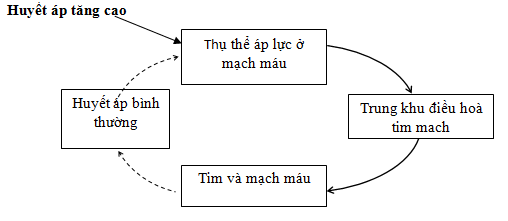 Huyết áp tăng cao
Thụ thể áp lực ở
mạch máu
Huyết áp bình
thường
Trung khu điều hoà
tim mach
Tim và mạch máu